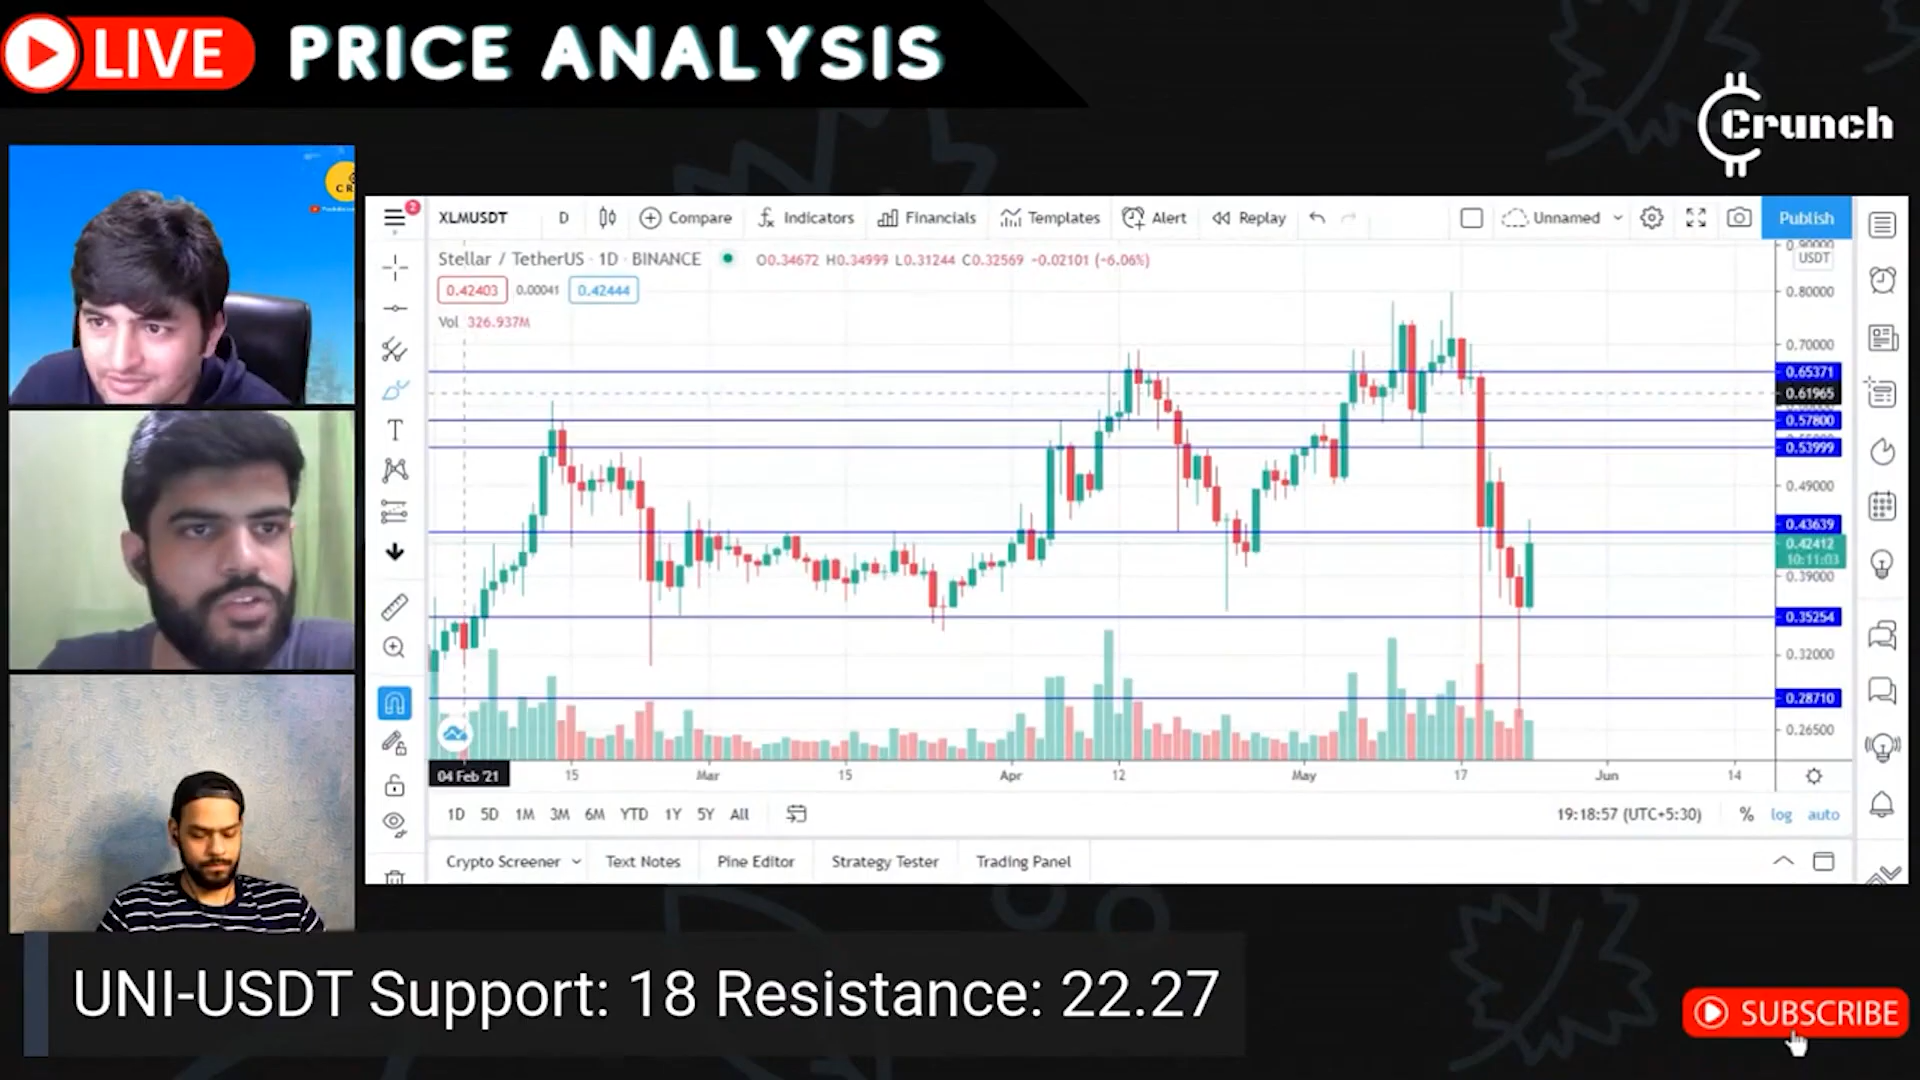 LIVE PRICE ANALYSIS
Crunch
2
XLMUSDT D Compare Indicators Financials Templates Alert Replay Unnamed Publish
Stellar / TetherUS · 1D · BINANCE O0.34672 H0.34999 L0.31244 C0.32569 −0.02101 (−6.06%)
0.42403 0.00041 0.42444
Vol 326.937M
0.90000
USDT
0.80000
0.70000
0.65371
0.61965
0.57800
0.53999
0.49000
0.43639
0.42412
10:11:03
0.39000
0.35254
0.32000
0.28710
0.26500
04 Feb '21 15 Mar 15 Apr 12 May 17 Jun 14
1D 5D 1M 3M 6M YTD 1Y 5Y All 19:18:57 (UTC+5:30) % log auto
Crypto Screener Text Notes Pine Editor Strategy Tester Trading Panel
UNI-USDT Support: 18 Resistance: 22.27
SUBSCRIBE